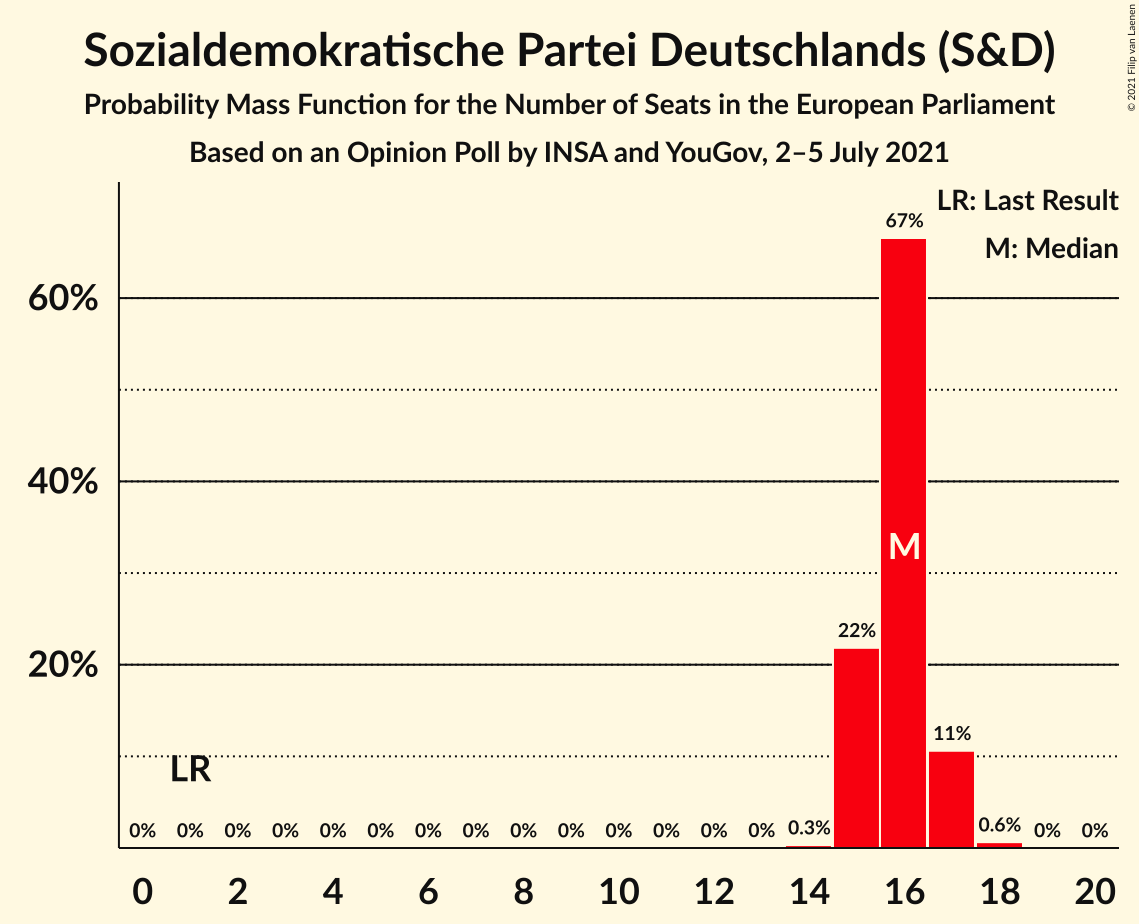 Sozialdemokratische Partei Deutschlands (S&D)
Probability Mass Function for the Number of Seats in the European Parliament
Based on an Opinion Poll by INSA and YouGov, 2–5 July 2021
© 2021 Filip van Laenen
LR: Last Result
M: Median
67%
60%
40%
M
22%
20%
11%
LR
0% 0% 0% 0% 0% 0% 0% 0% 0% 0% 0% 0% 0% 0% 0.3% 0.6% 0% 0%
0 2 4 6 8 10 12 14 16 18 20